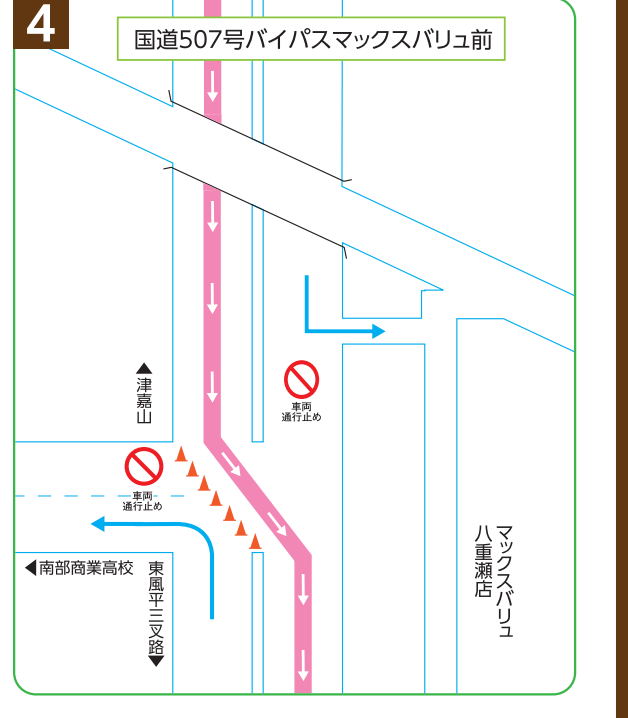 4
国道507号バイパスマックスバリュ前
津嘉山
車両
通行止め
車両
通行止め
南部商業高校
東風平三叉路
マックスバリュ
八重瀬店